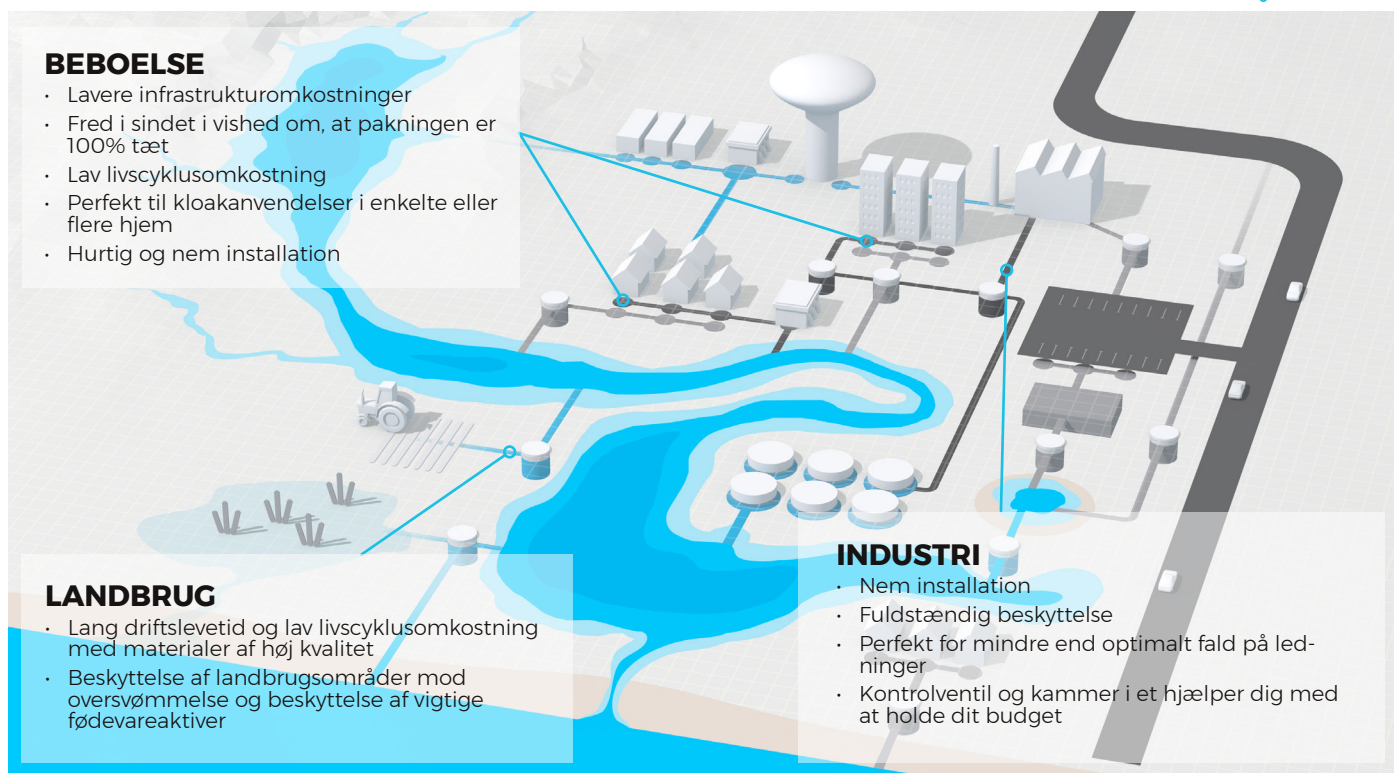 BEBOELSE
• Lavere infrastrukturomkostninger
• Fred i sindet i vished om, at pakningen er
100% tæt
• Lav livscyklusomkostning
• Perfekt til kloakanvendelser i enkelte eller
flere hjem
• Hurtig og nem installation
LANDBRUG
• Lang driftslevetid og lav livscyklusomkostning
med materialer af høj kvalitet
• Beskyttelse af landbrugsområder mod
oversvømmelse og beskyttelse af vigtige
fødevareaktiver
INDUSTRI
• Nem installation
• Fuldstændig beskyttelse
• Perfekt for mindre end optimalt fald på led-
ninger
• Kontrolventil og kammer i et hjælper dig med
at holde dit budget